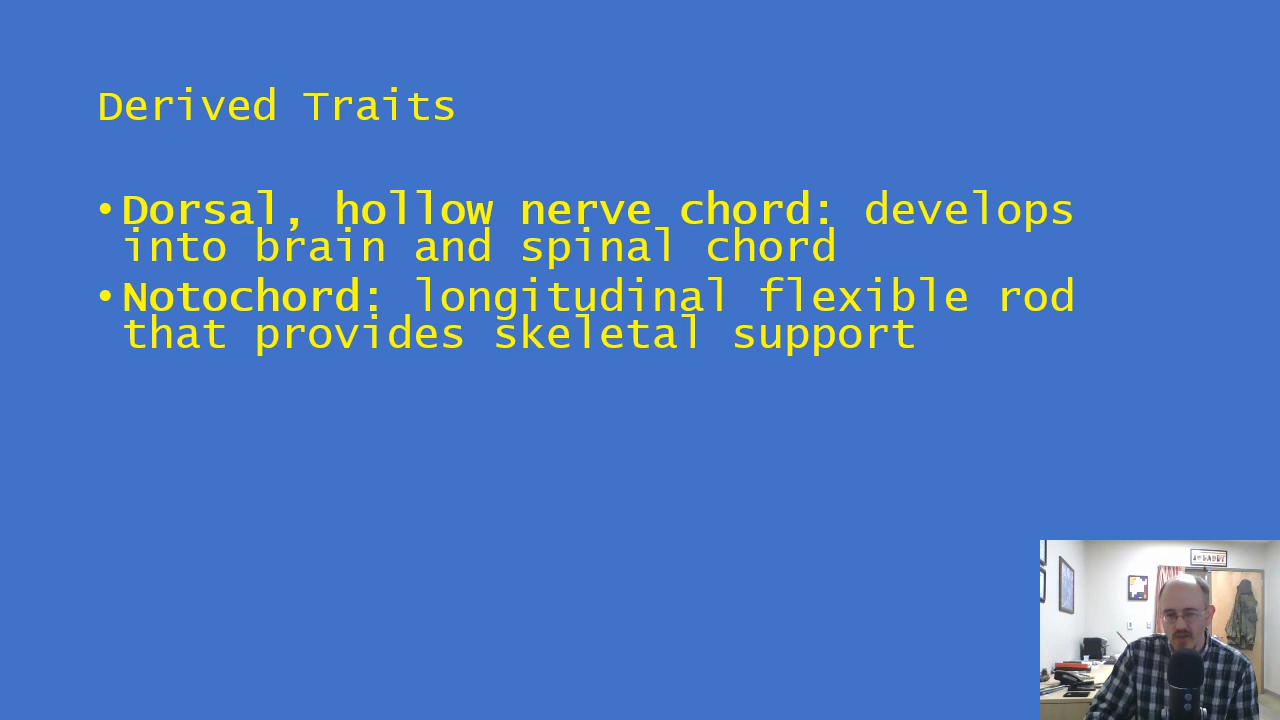 Derived Traits
• Dorsal, hollow nerve chord: develops
into brain and spinal chord
• Notochord: longitudinal flexible rod
that provides skeletal support